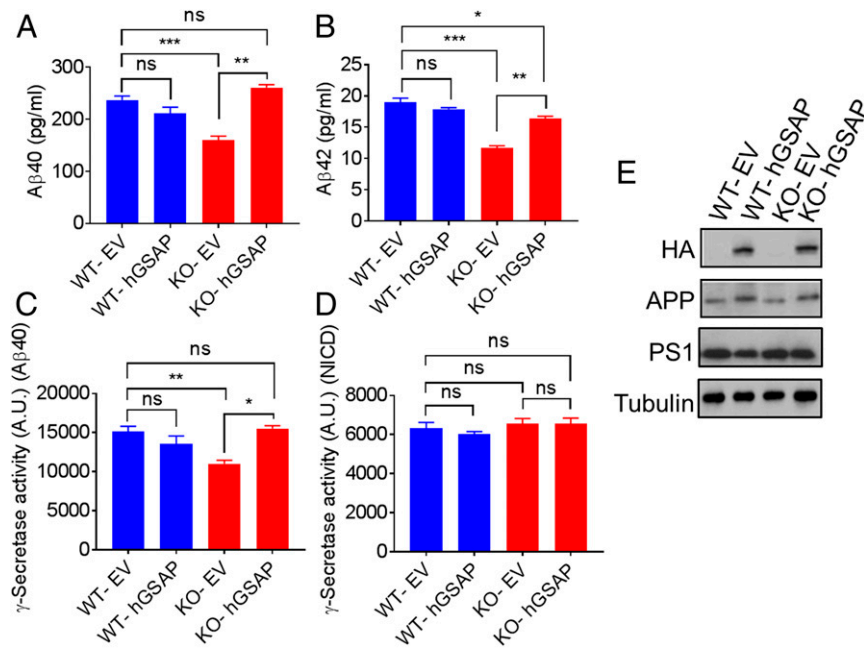 A
ns
***
ns
**
Aβ40 (pg/ml)
300
200
100
0
WT- EV
WT- hGSAP
KO- EV
KO- hGSAP
B
*
***
ns
**
Aβ42 (pg/ml)
25
20
15
10
5
0
WT- EV
WT- hGSAP
KO- EV
KO- hGSAP
C
ns
**
ns
*
γ-Secretase activity (A.U.) (Aβ40)
20000
15000
10000
5000
0
WT- EV
WT- hGSAP
KO- EV
KO- hGSAP
D
ns
ns
ns
ns
γ-Secretase activity (A.U.) (NICD)
8000
6000
4000
2000
0
WT- EV
WT- hGSAP
KO- EV
KO- hGSAP
E
WT- EV
WT- hGSAP
KO- EV
KO- hGSAP
HA
APP
PS1
Tubulin